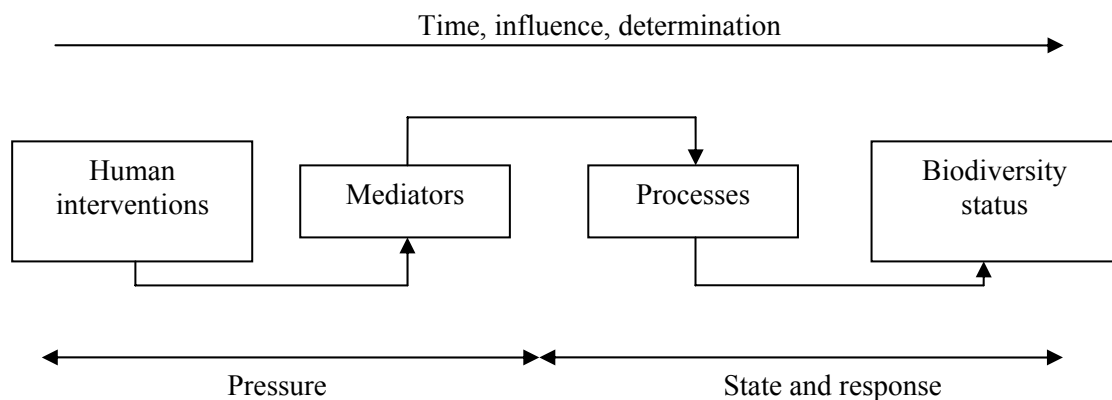 Time, influence, determination
Human
interventions
Mediators
Processes
Biodiversity
status
Pressure
State and response